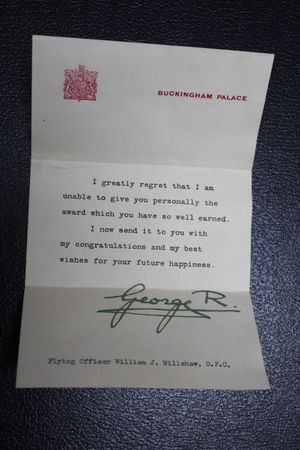 BUCKINGHAM PALACE
I greatly regret that I am
unable to give you personally the
award which you have so well earned.
I now send it to you with
my congratulations and my best
wishes for your future happiness.
George R.
Flying Officer William J. Millshaw, D.F.C.